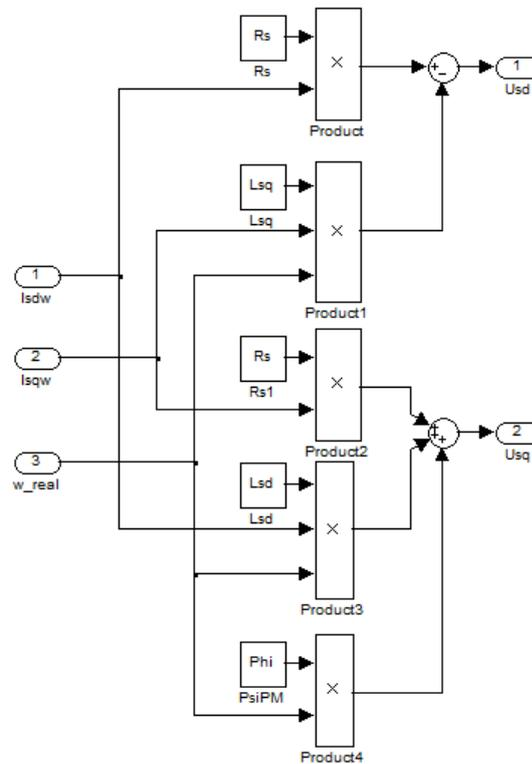 Rs
Rs
×
Product
+
−
1
Usd
Lsq
Lsq
×
Product1
1
Isdw
2
Isqw
3
w_real
Rs
Rs1
×
Product2
+
+
+
2
Usq
Lsd
Lsd
×
Product3
Phi
PsiPM
×
Product4